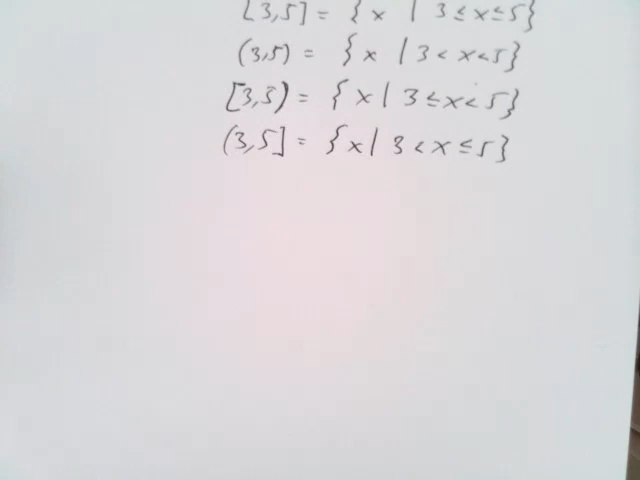 [3,5] = { x | 3 ≤ x ≤ 5}
(3,5) = { x | 3 < x < 5}
[3,5) = { x | 3 ≤ x < 5}
(3,5] = { x | 3 < x ≤ 5}